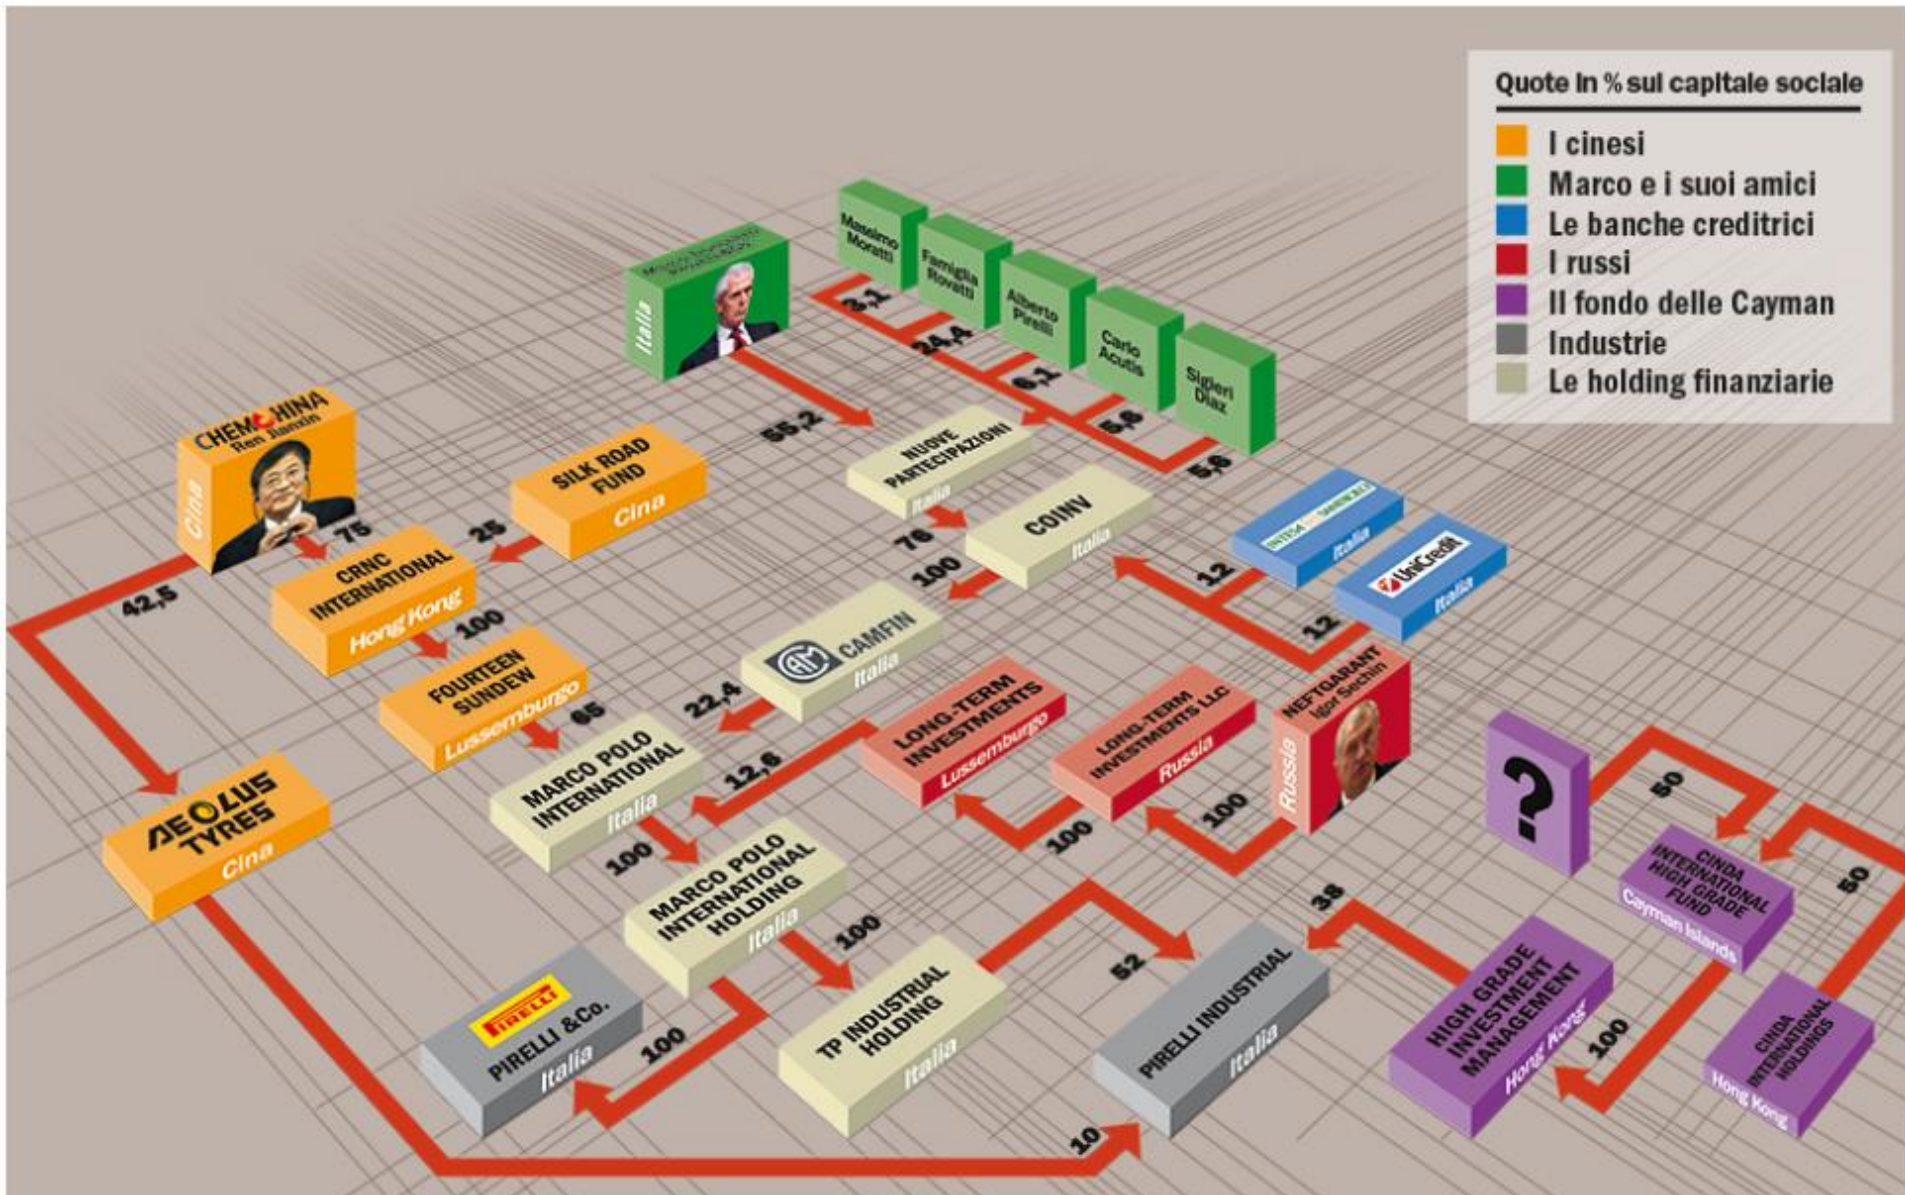 Quote in % sul capitale sociale
I cinesi
Marco e i suoi amici
Le banche creditrici
I russi
Il fondo delle Cayman
Industrie
Le holding finanziarie
Massimo
Moratti
Famiglia
Rovatti
Alberto
Pirelli
Carlo
Acutis
Sigieri
Diaz
Italia
3,1
24,4
6,1
5,6
5,6
55,2
NUOVE
PARTECIPAZIONI
Italia
CHEMCHINA
Ren Jianxin
Cina
SILK ROAD
FUND
Cina
75
25
42,5
CRNC
INTERNATIONAL
Hong Kong
100
FOURTEEN
SUNDEW
Lussemburgo
65
76
COINV
Italia
100
INTESA SANPAOLO
Italia
UniCredit
Italia
12
12
CAM
CAMFIN
Italia
22,4
MARCO POLO
INTERNATIONAL
Italia
12,6
LONG-TERM
INVESTMENTS
Lussemburgo
100
LONG-TERM
INVESTMENTS LLC
Russia
100
NEFTGARANT
Igor Sechin
Russia
AEOLUS
TYRES
Cina
100
MARCO POLO
INTERNATIONAL
HOLDING
Italia
100
PIRELLI
PIRELLI &Co.
Italia
100
TP INDUSTRIAL
HOLDING
Italia
52
PIRELLI INDUSTRIAL
Italia
10
38
HIGH GRADE
INVESTMENT
MANAGEMENT
Hong Kong
100
?
50
CINDA
INTERNATIONAL
HIGH GRADE
FUND
Cayman Islands
50
CINDA
INTERNATIONAL
HOLDINGS
Hong Kong